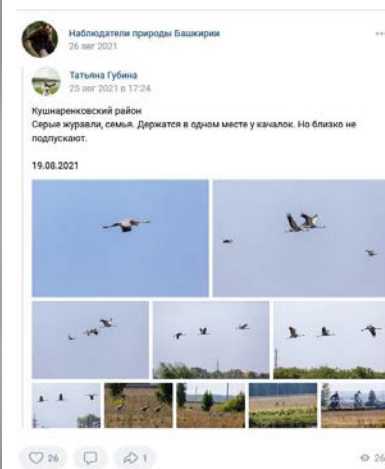 Наблюдатели природы Башкирии
26 авг 2021
Татьяна Губина
25 авг 2021 в 17:24
Кушнаренковский район
Серые журавли, семья. Держатся в одном месте у качалок. Но близко не
подпускают.
19.08.2021
26
1
26